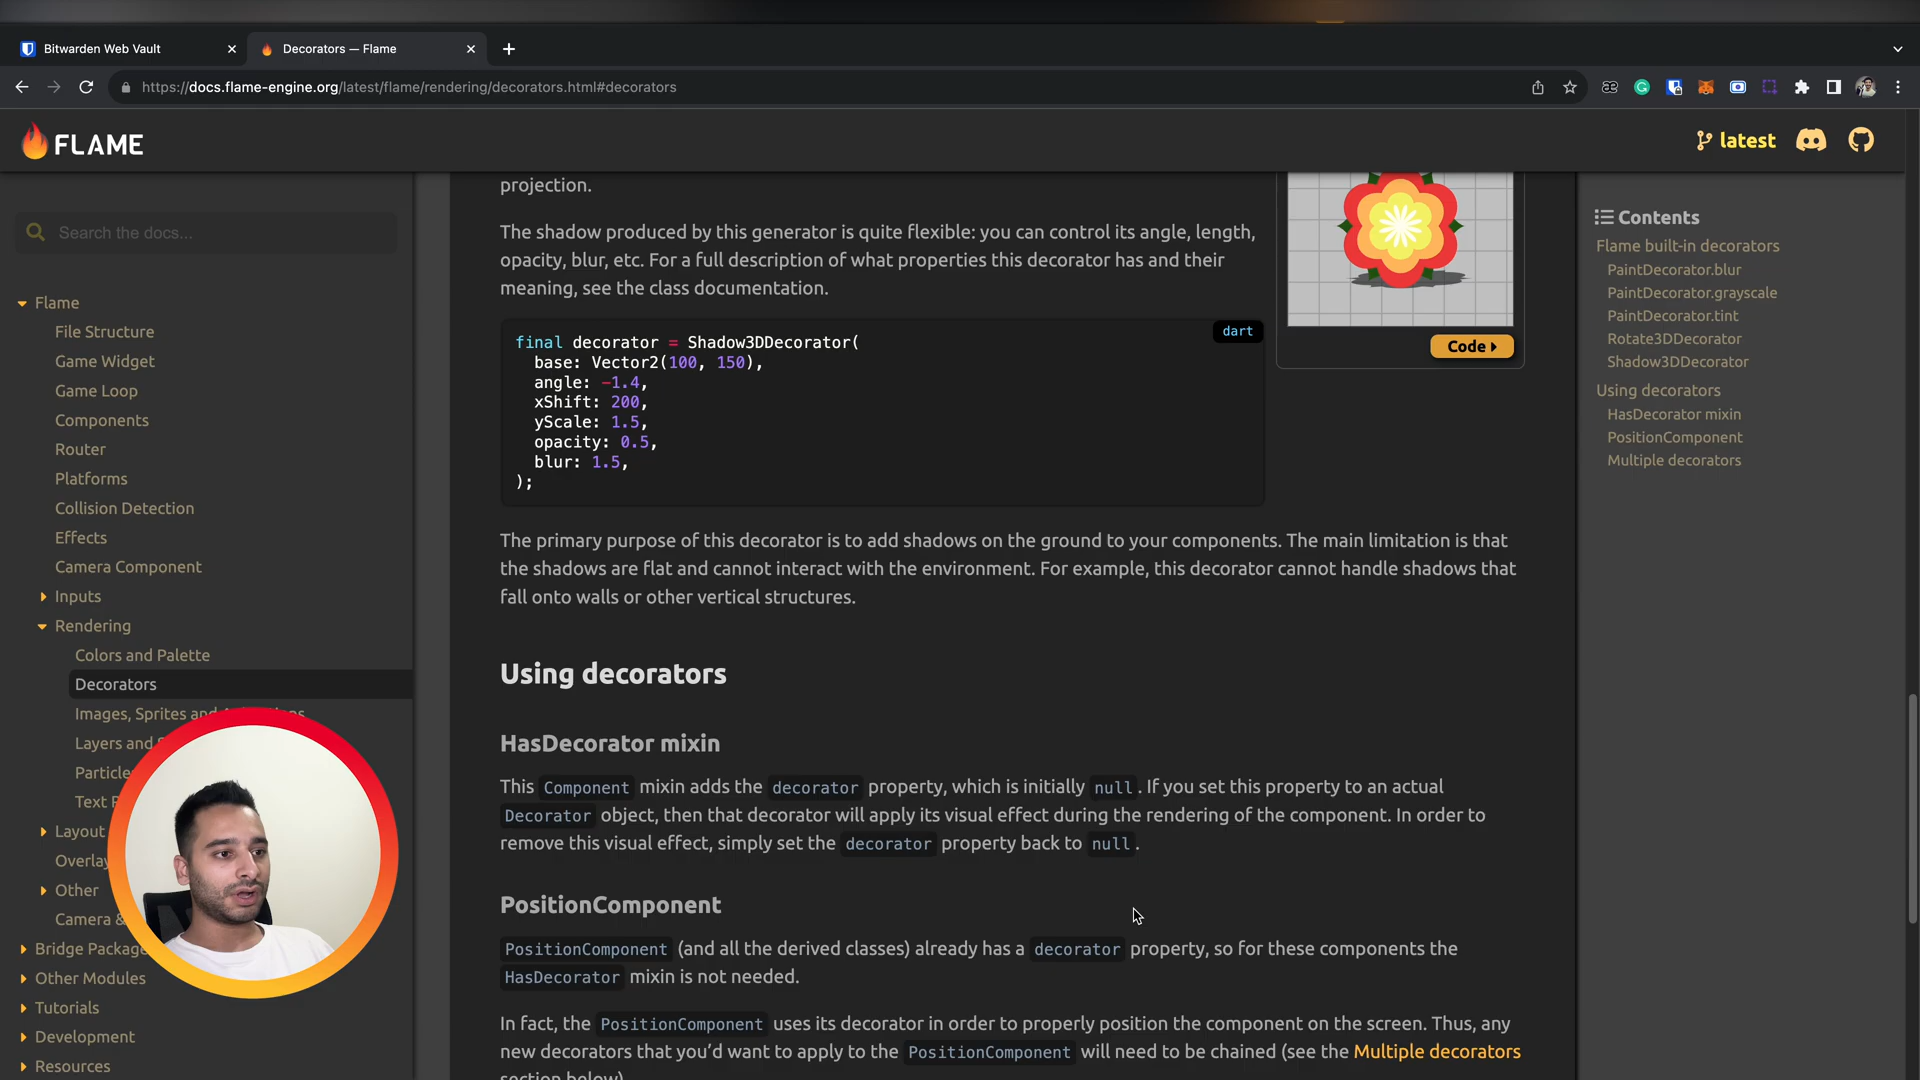 Bitwarden Web Vault
Decorators — Flame
https://docs.flame-engine.org/latest/flame/rendering/decorators.html#decorators
FLAME
latest
Search the docs...
Flame
File Structure
Game Widget
Game Loop
Components
Router
Platforms
Collision Detection
Effects
Camera Component
Inputs
Rendering
Colors and Palette
Decorators
Images, Sprites and
Layers and
Text
Layout
Other
Camera &
Other Modules
Tutorials
Development
Resources
projection.
The shadow produced by this generator is quite flexible: you can control its angle, length,
opacity, blur, etc. For a full description of what properties this decorator has and their
meaning, see the class documentation.
dart
final decorator = Shadow3DDecorator(
base: Vector2(100, 150),
angle: -1.4,
xShift: 200,
yScale: 1.5,
opacity: 0.5,
blur: 1.5,
);
Code
The primary purpose of this decorator is to add shadows on the ground to your components. The main limitation is that
the shadows are flat and cannot interact with the environment. For example, this decorator cannot handle shadows that
fall onto walls or other vertical structures.
Using decorators
HasDecorator mixin
This Component mixin adds the decorator property, which is initially null. If you set this property to an actual
Decorator object, then that decorator will apply its visual effect during the rendering of the component. In order to
remove this visual effect, simply set the decorator property back to null.
PositionComponent
PositionComponent (and all the derived classes) already has a decorator property, so for these components the
HasDecorator mixin is not needed.
In fact, the PositionComponent uses its decorator in order to properly position the component on the screen. Thus, any
new decorators that you'd want to apply to the PositionComponent will need to be chained (see the Multiple decorators
section below)
Contents
Flame built-in decorators
PaintDecorator.blur
PaintDecorator.grayscale
PaintDecorator.tint
Rotate3DDecorator
Shadow3DDecorator
Using decorators
HasDecorator mixin
PositionComponent
Multiple decorators